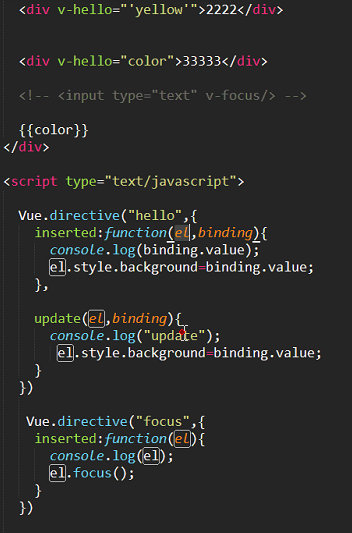 <div v-hello="'yellow'">2222</div>
<div v-hello="color">33333</div>
<!-- <input type="text" v-focus/> -->
{{color}}
</div>
<script type="text/javascript">
Vue.directive("hello",{
inserted:function(el,binding){
console.log(binding.value);
el.style.background=binding.value;
},
update(el,binding){
console.log("update");
el.style.background=binding.value;
}
})
Vue.directive("focus",{
inserted:function(el){
console.log(el);
el.focus();
}
})